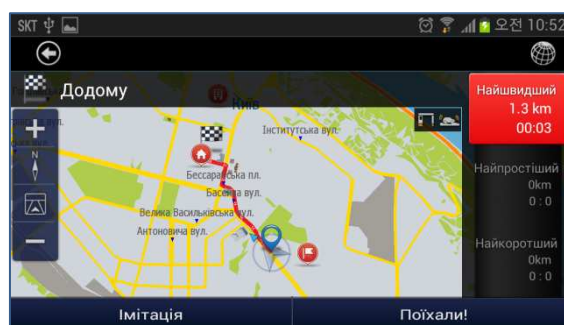 SKT 오전 10:52
Додому
Найшвидший
1.3 km
00:03
Київ
Інститутська вул.
N
Найпростіший
0km
0 : 0
Бессарабська пл.
Басейна вул.
Велика Васильківська вул.
Антоновича вул.
Найкоротший
0km
0 : 0
Імітація
Поїхали!